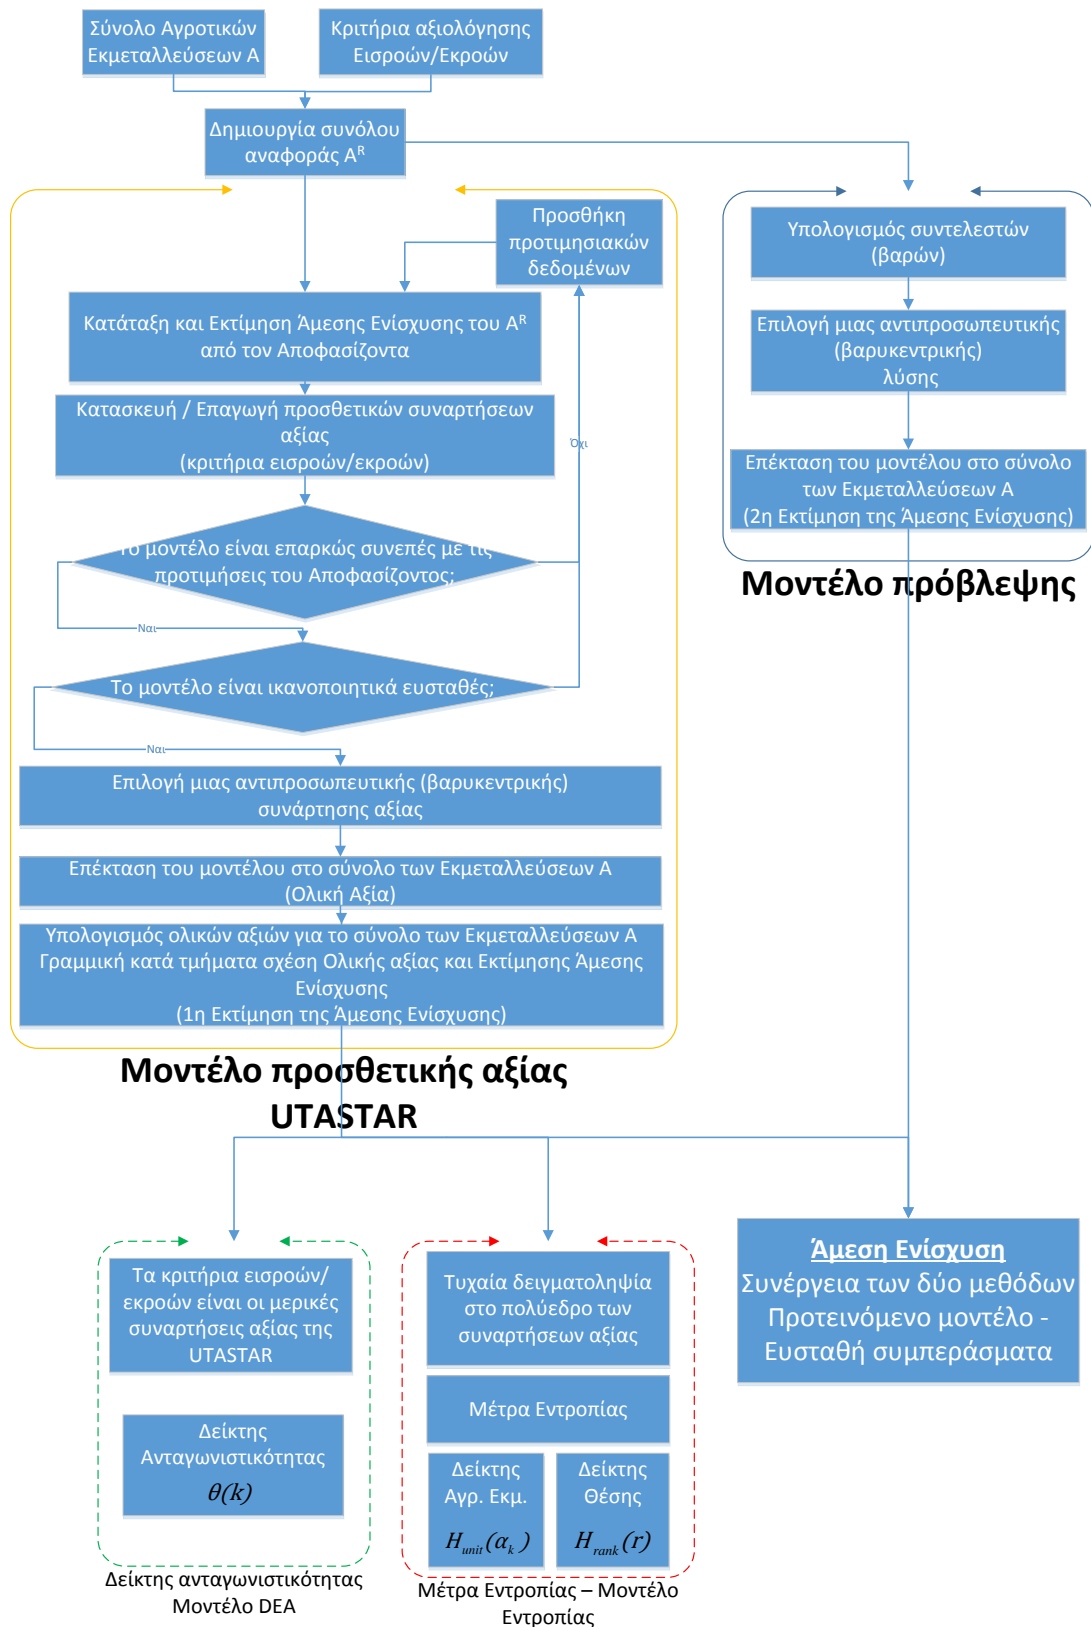 Σύνολο Αγροτικών
Εκμεταλλεύσεων Α
Κριτήρια αξιολόγησης
Εισροών/Εκροών
Δημιουργία συνόλου
αναφοράς Α^R
Προσθήκη
προτιμησιακών
δεδομένων
Κατάταξη και Εκτίμηση Άμεσης Ενίσχυσης του Α^R
από τον Αποφασίζοντα
Κατασκευή / Επαγωγή προσθετικών συναρτήσεων
αξίας
(κριτήρια εισροών/εκροών)
Όχι
Το μοντέλο είναι επαρκώς συνεπές με τις
προτιμήσεις του Αποφασίζοντος;
Ναι
Το μοντέλο είναι ικανοποιητικά ευσταθές;
Ναι
Επιλογή μιας αντιπροσωπευτικής (βαρυκεντρικής)
συνάρτησης αξίας
Επέκταση του μοντέλου στο σύνολο των Εκμεταλλεύσεων Α
(Ολική Αξία)
Υπολογισμός ολικών αξιών για το σύνολο των Εκμεταλλεύσεων Α
Γραμμική κατά τμήματα σχέση Ολικής αξίας και Εκτίμησης Άμεσης
Ενίσχυσης
(1η Εκτίμηση της Άμεσης Ενίσχυσης)
Μοντέλο προσθετικής αξίας
UTASTAR
Υπολογισμός συντελεστών
(βαρών)
Επιλογή μιας αντιπροσωπευτικής
(βαρυκεντρικής)
λύσης
Επέκταση του μοντέλου στο σύνολο
των Εκμεταλλεύσεων Α
(2η Εκτίμηση της Άμεσης Ενίσχυσης)
Μοντέλο πρόβλεψης
Τα κριτήρια εισροών/
εκροών είναι οι μερικές
συναρτήσεις αξίας της
UTASTAR
Δείκτης
Ανταγωνιστικότητας
θ(k)
Δείκτης ανταγωνιστικότητας
Μοντέλο DEA
Τυχαία δειγματοληψία
στο πολύεδρο των
συναρτήσεων αξίας
Μέτρα Εντροπίας
Δείκτης
Αγρ. Εκμ.
H_unit(α_k)
Δείκτης
Θέσης
H_rank(r)
Μέτρα Εντροπίας – Μοντέλο
Εντροπίας
Άμεση Ενίσχυση
Συνέργεια των δύο μεθόδων
Προτεινόμενο μοντέλο -
Ευσταθή συμπεράσματα